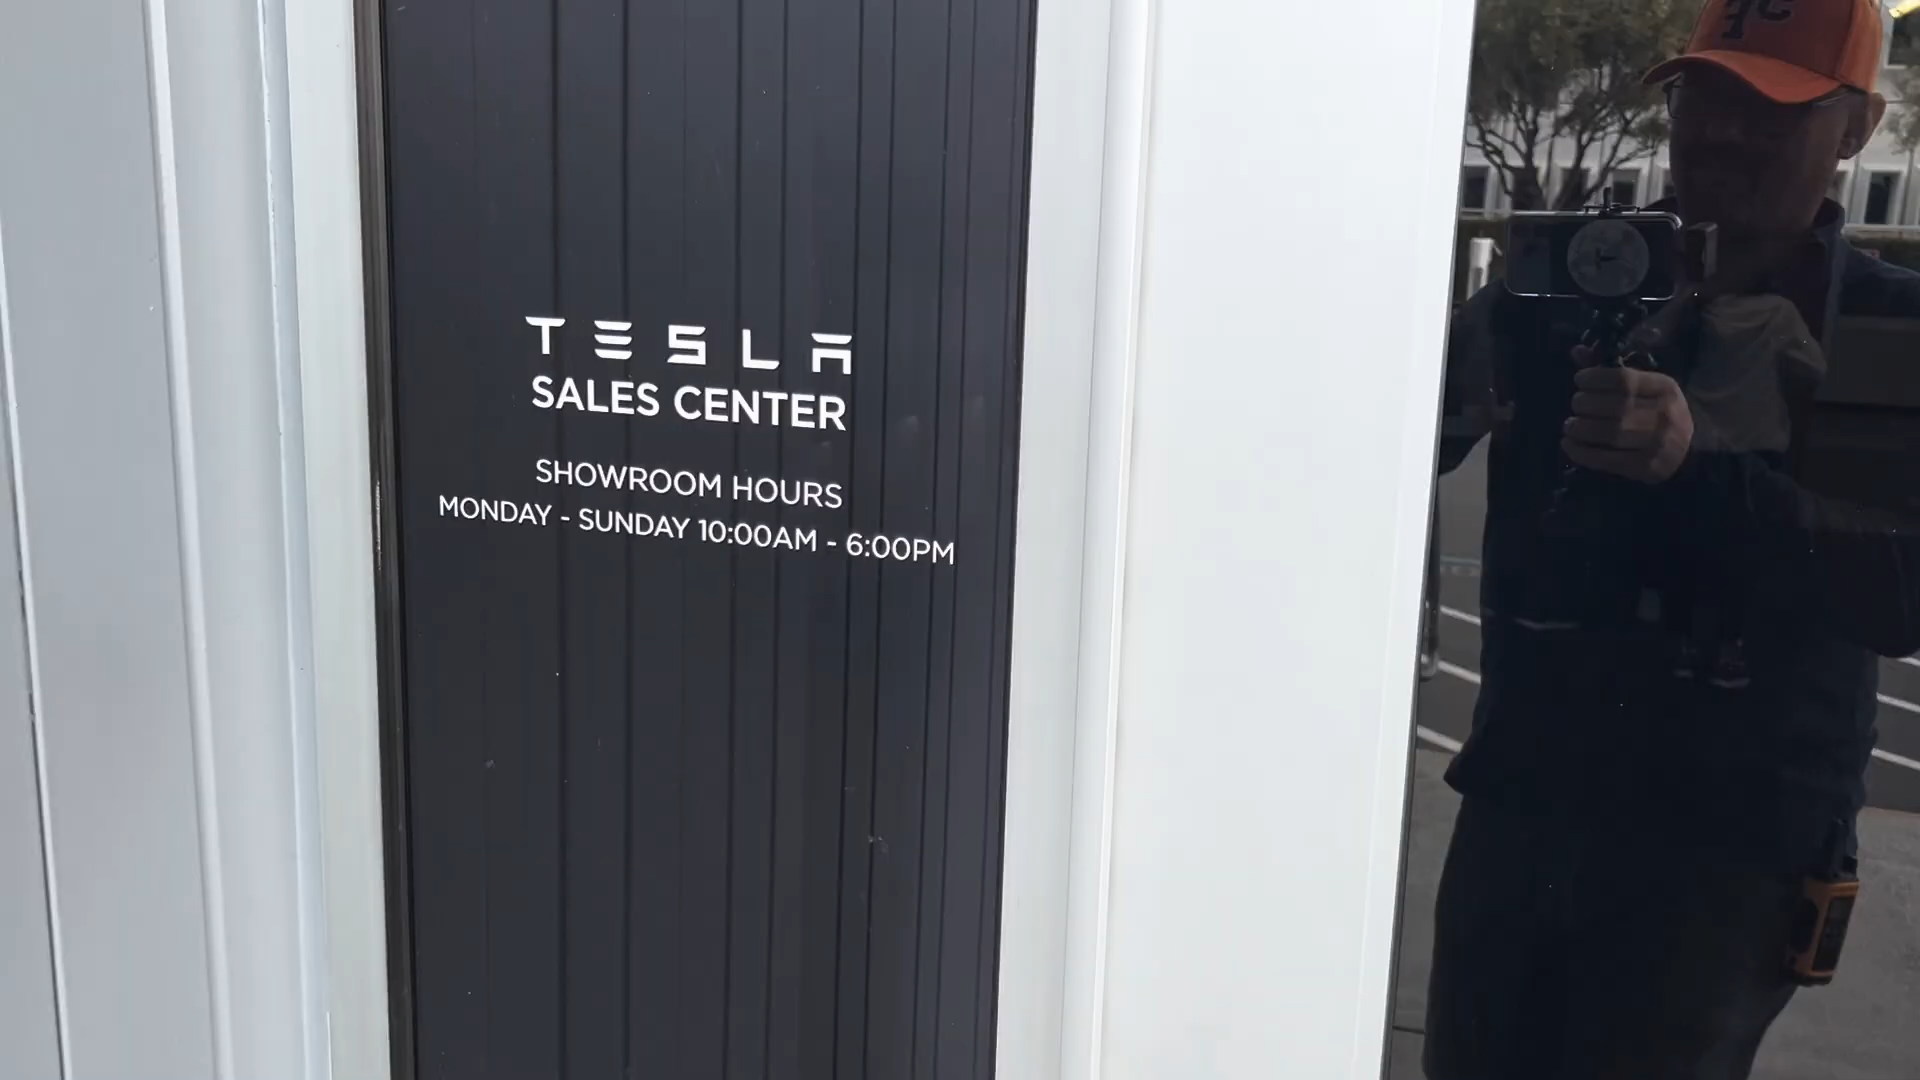 TESLA
SALES CENTER
SHOWROOM HOURS
MONDAY - SUNDAY 10:00AM - 6:00PM